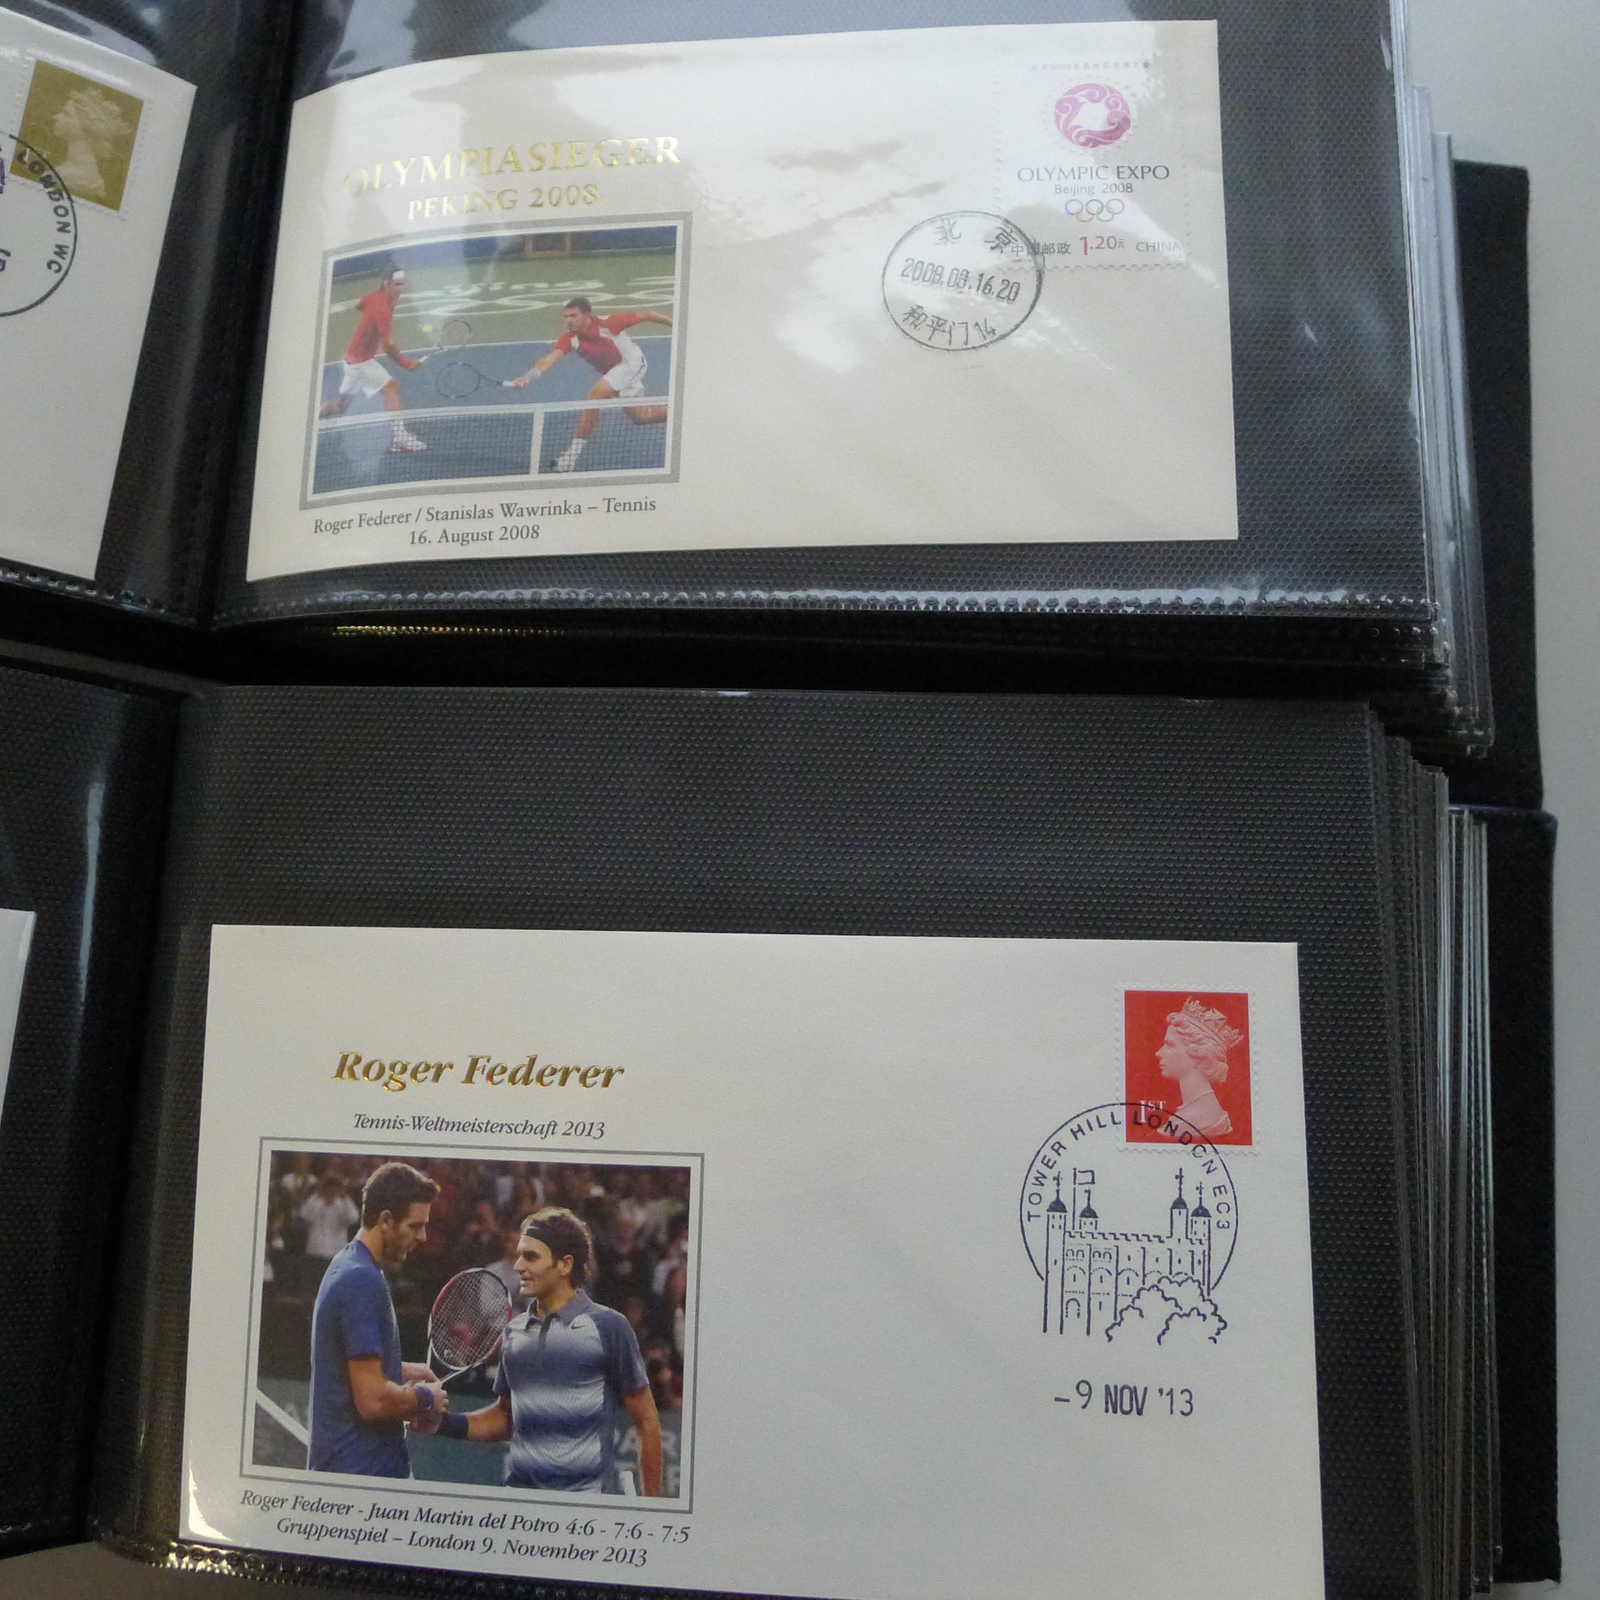 LONDON WC
OLYMPIASIEGER
PEKING 2008
Roger Federer / Stanislas Wawrinka – Tennis
16. August 2008
OLYMPIC EXPO
Beijing 2008
中国邮政 1.20元 CHINA
北京
2008.08.16.20
和平门14
Roger Federer
Tennis-Weltmeisterschaft 2013
Roger Federer - Juan Martin del Potro 4:6 - 7:6 - 7:5
Gruppenspiel – London 9. November 2013
1ST
TOWER HILL LONDON EC3
-9 NOV '13